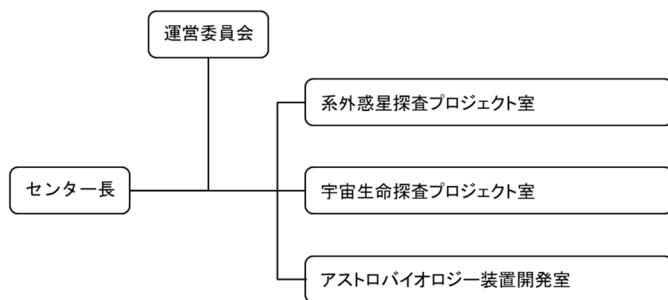 運営委員会
系外惑星探査プロジェクト室
センター長
宇宙生命探査プロジェクト室
アストロバイオロジー装置開発室